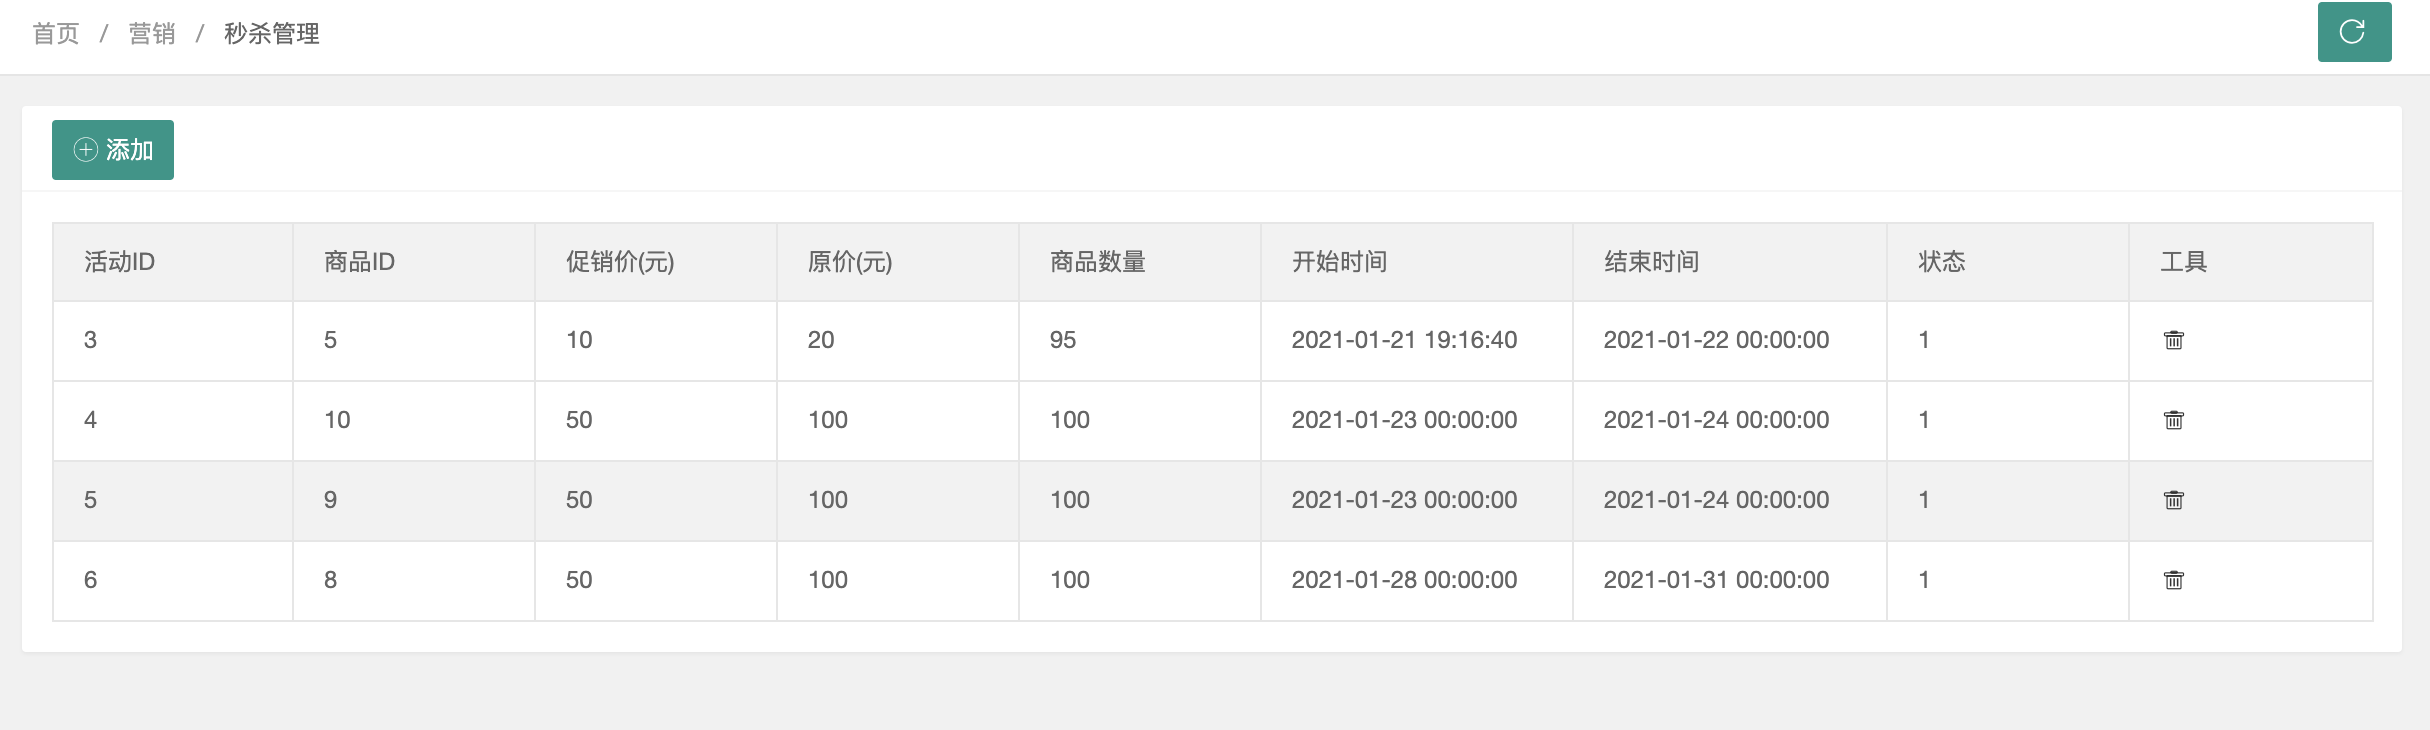 首页 / 营销 / 秒杀管理
添加
活动ID 商品ID 促销价(元) 原价(元) 商品数量 开始时间 结束时间 状态 工具
3 5 10 20 95 2021-01-21 19:16:40 2021-01-22 00:00:00 1
4 10 50 100 100 2021-01-23 00:00:00 2021-01-24 00:00:00 1
5 9 50 100 100 2021-01-23 00:00:00 2021-01-24 00:00:00 1
6 8 50 100 100 2021-01-28 00:00:00 2021-01-31 00:00:00 1